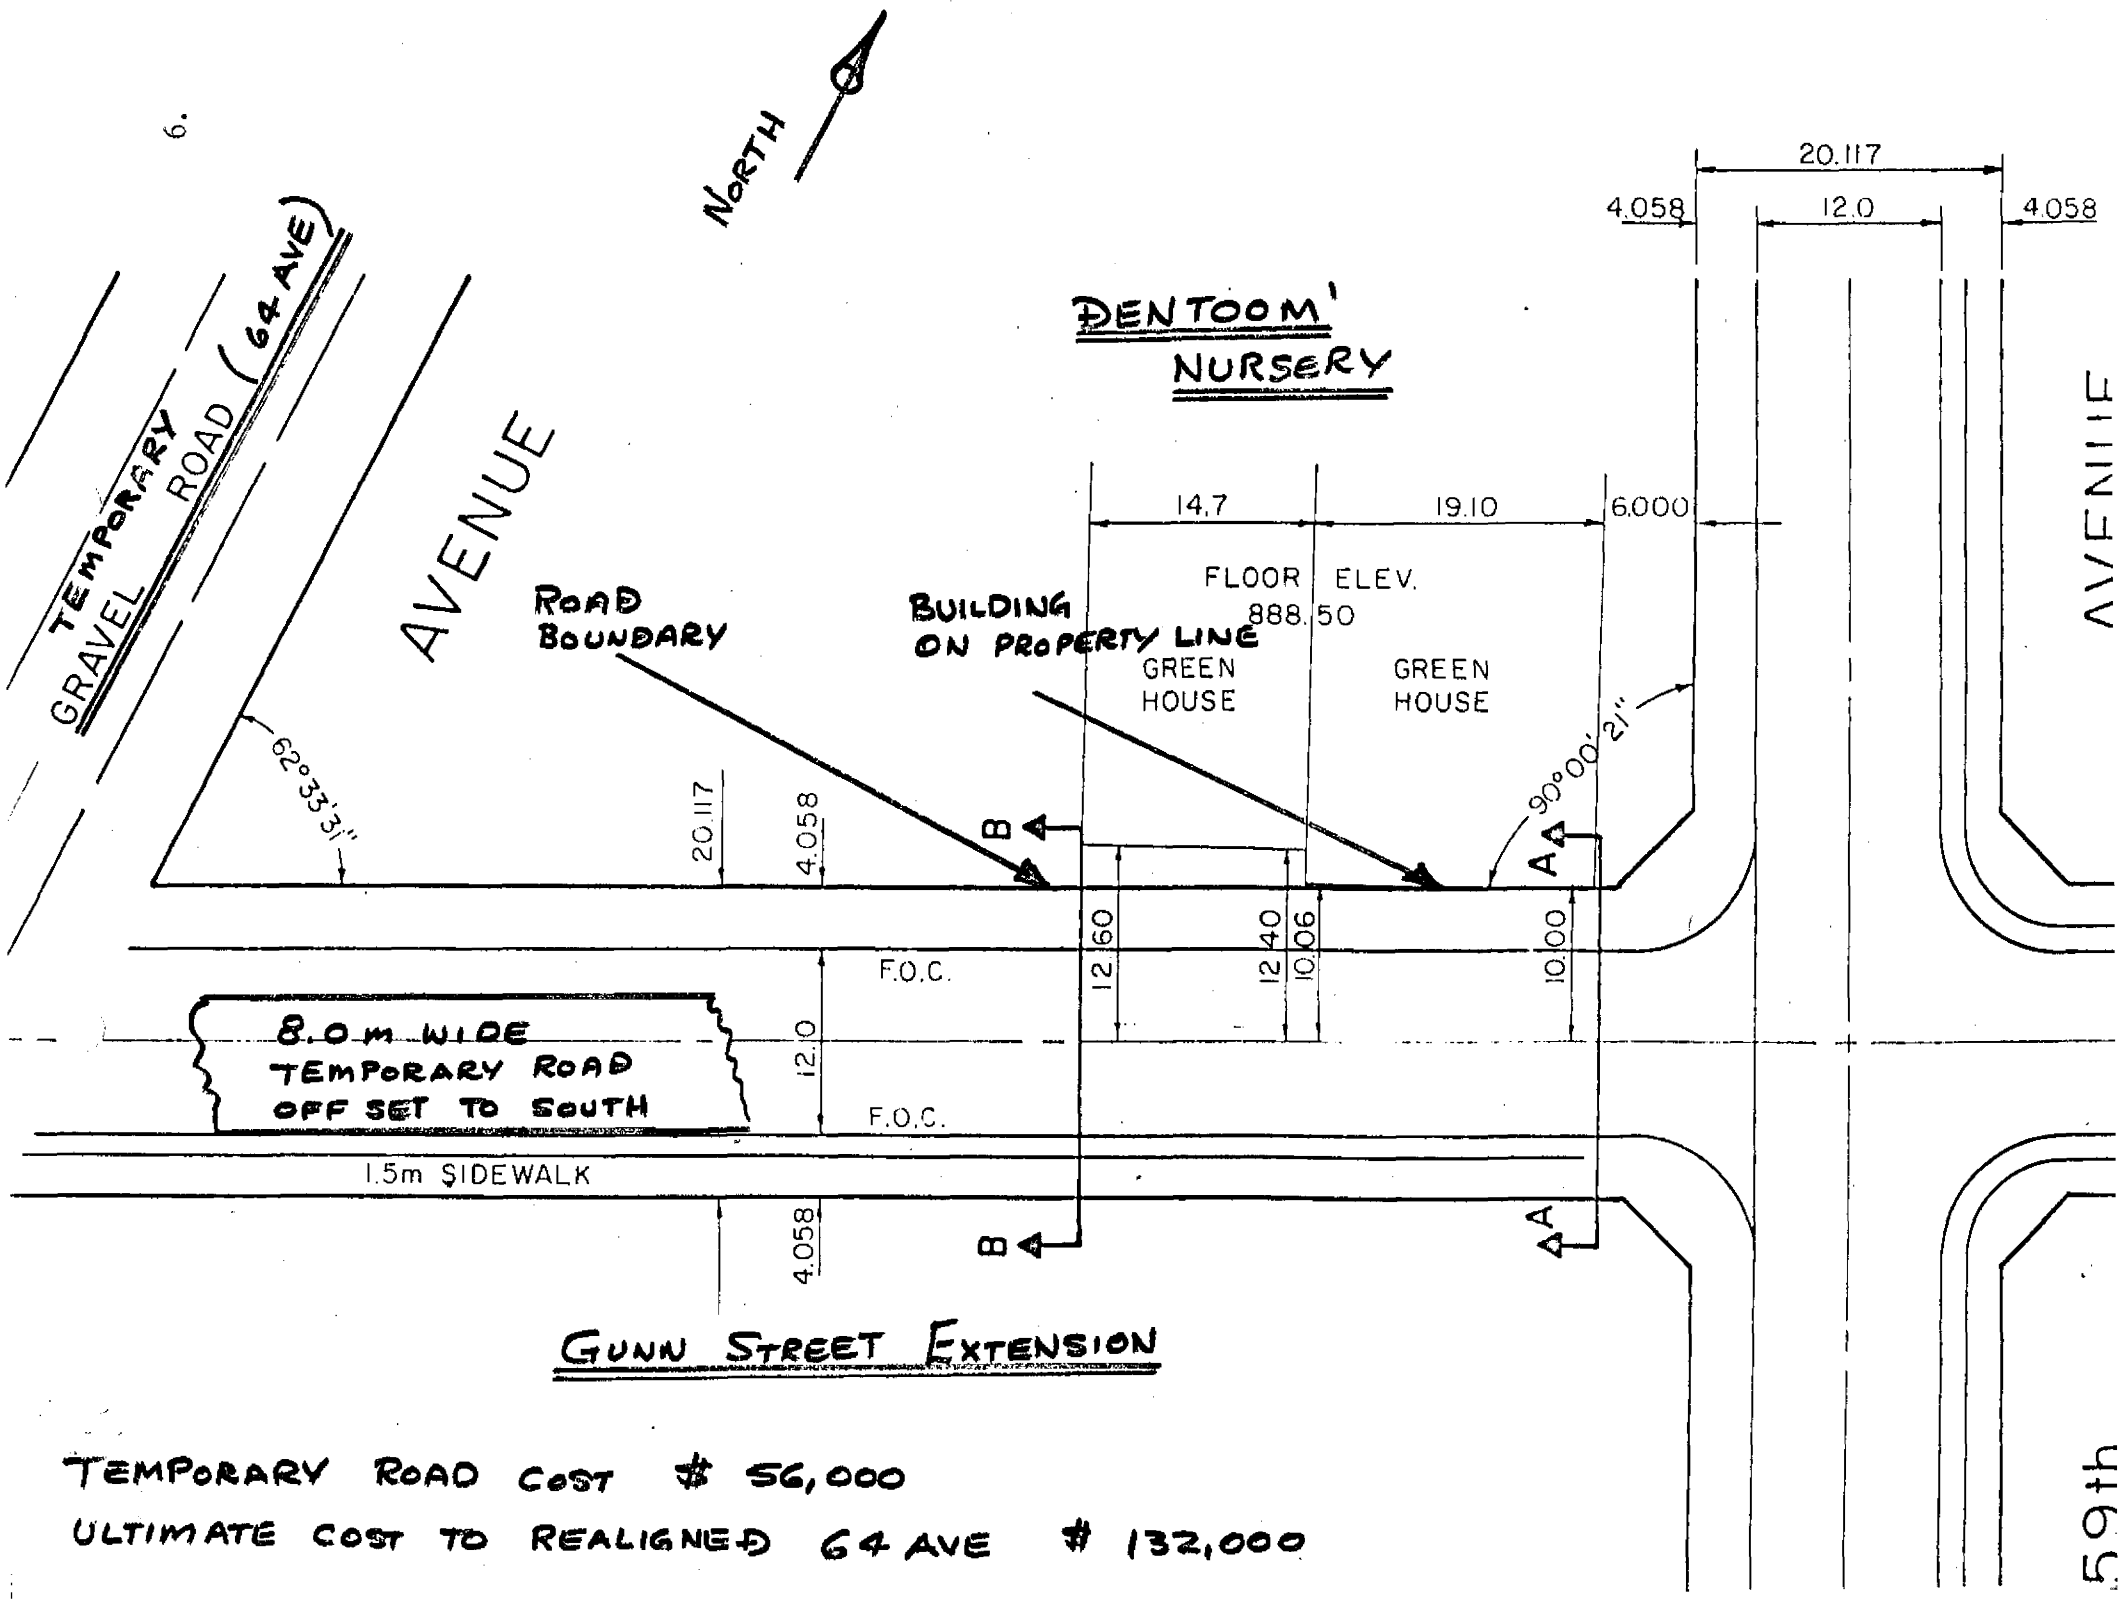 6.
NORTH
20.117
4.058
12.0
4.058
TEMPORARY
GRAVEL ROAD (64 AVE)
AVENUE
DENTOOM'
NURSERY
AVENUE
14.7
19.10
6.000
FLOOR ELEV.
888.50
ROAD
BOUNDARY
BUILDING
ON PROPERTY LINE
GREEN
HOUSE
GREEN
HOUSE
62°33'31"
90°00'21"
20.117
4.058
B
A
12.60
12.40
10.06
10.00
F.O.C.
8.0 m WIDE
TEMPORARY ROAD
OFF SET TO SOUTH
12.0
F.O.C.
1.5m SIDEWALK
4.058
B
A
GUNN STREET EXTENSION
TEMPORARY ROAD COST $ 56,000
ULTIMATE COST TO REALIGNED 64 AVE $ 132,000
59th